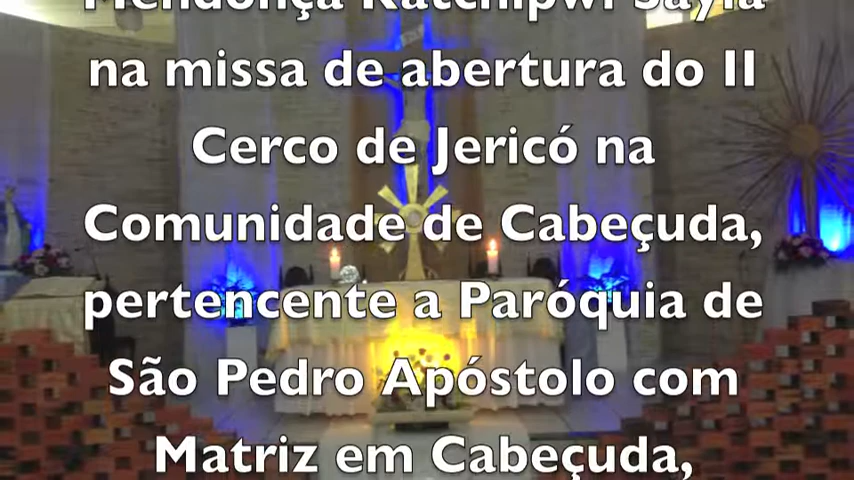 Mendonça
na missa de abertura do II
Cerco de Jericó na
Comunidade de Cabeçuda,
pertencente a Paróquia de
São Pedro Apóstolo com
Matriz em Cabeçuda,